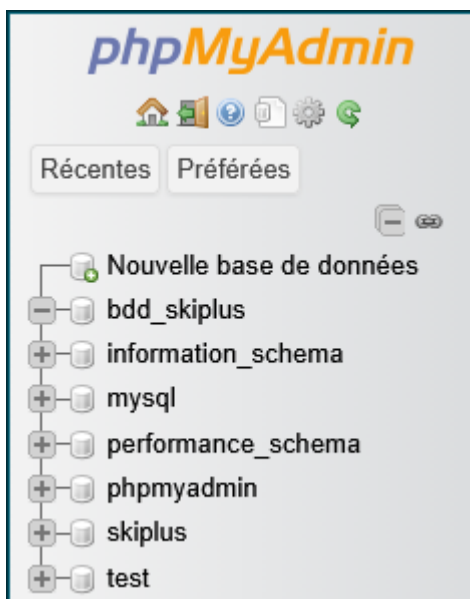 phpMyAdmin
Récentes Préférées
Nouvelle base de données
bdd_skiplus
information_schema
mysql
performance_schema
phpmyadmin
skiplus
test